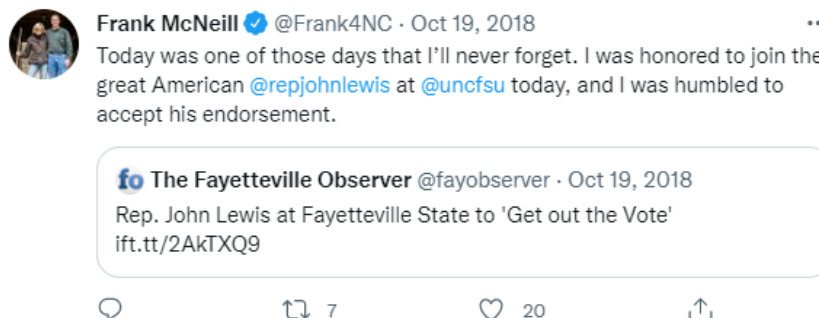 Frank McNeill @Frank4NC · Oct 19, 2018
Today was one of those days that I'll never forget. I was honored to join the
great American @repjohnlewis at @uncfsu today, and I was humbled to
accept his endorsement.
fo The Fayetteville Observer @fayobserver · Oct 19, 2018
Rep. John Lewis at Fayetteville State to 'Get out the Vote'
ift.tt/2AkTXQ9
7 20